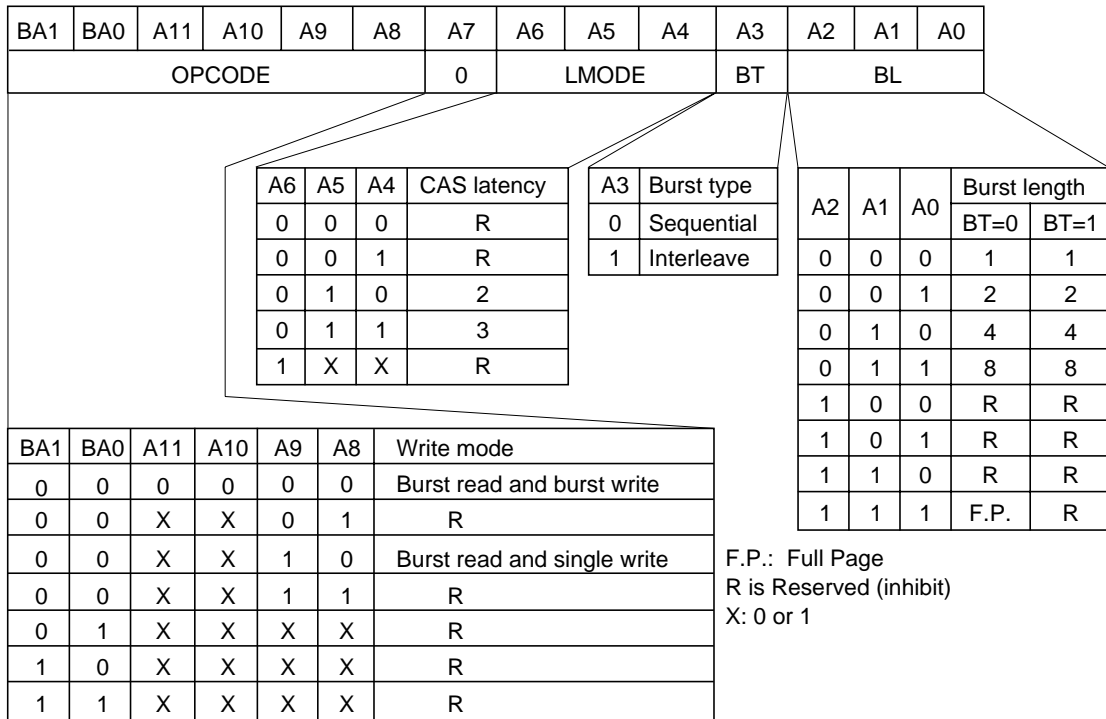 BA1 BA0 A11 A10 A9 A8 A7 A6 A5 A4 A3 A2 A1 A0
OPCODE 0 LMODE BT BL
A6 A5 A4 CAS latency
0 0 0 R
0 0 1 R
0 1 0 2
0 1 1 3
1 X X R
A3 Burst type
0 Sequential
1 Interleave
A2 A1 A0 Burst length
BT=0 BT=1
0 0 0 1 1
0 0 1 2 2
0 1 0 4 4
0 1 1 8 8
1 0 0 R R
1 0 1 R R
1 1 0 R R
1 1 1 F.P. R
BA1 BA0 A11 A10 A9 A8 Write mode
0 0 0 0 0 0 Burst read and burst write
0 0 X X 0 1 R
0 0 X X 1 0 Burst read and single write
0 0 X X 1 1 R
0 1 X X X X R
1 0 X X X X R
1 1 X X X X R
F.P.: Full Page
R is Reserved (inhibit)
X: 0 or 1